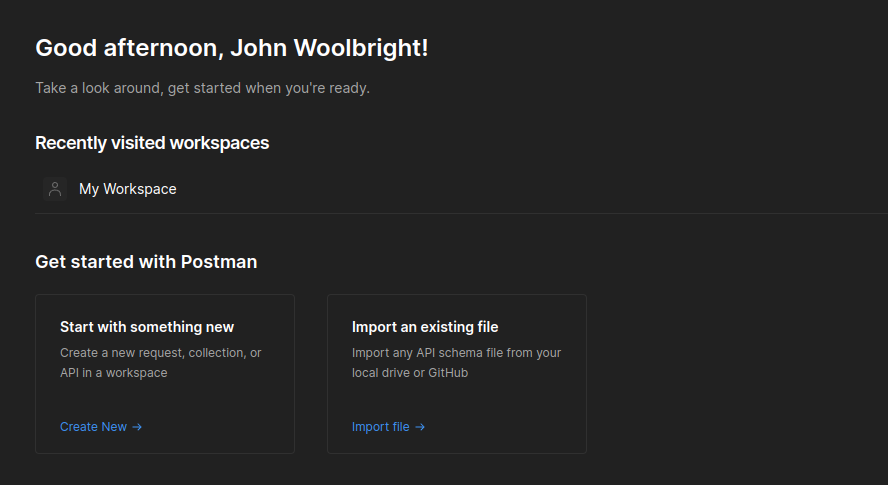 Good afternoon, John Woolbright!
Take a look around, get started when you're ready.
Recently visited workspaces
My Workspace
Get started with Postman
Start with something new
Create a new request, collection, or
API in a workspace
Create New →
Import an existing file
Import any API schema file from your
local drive or GitHub
Import file →